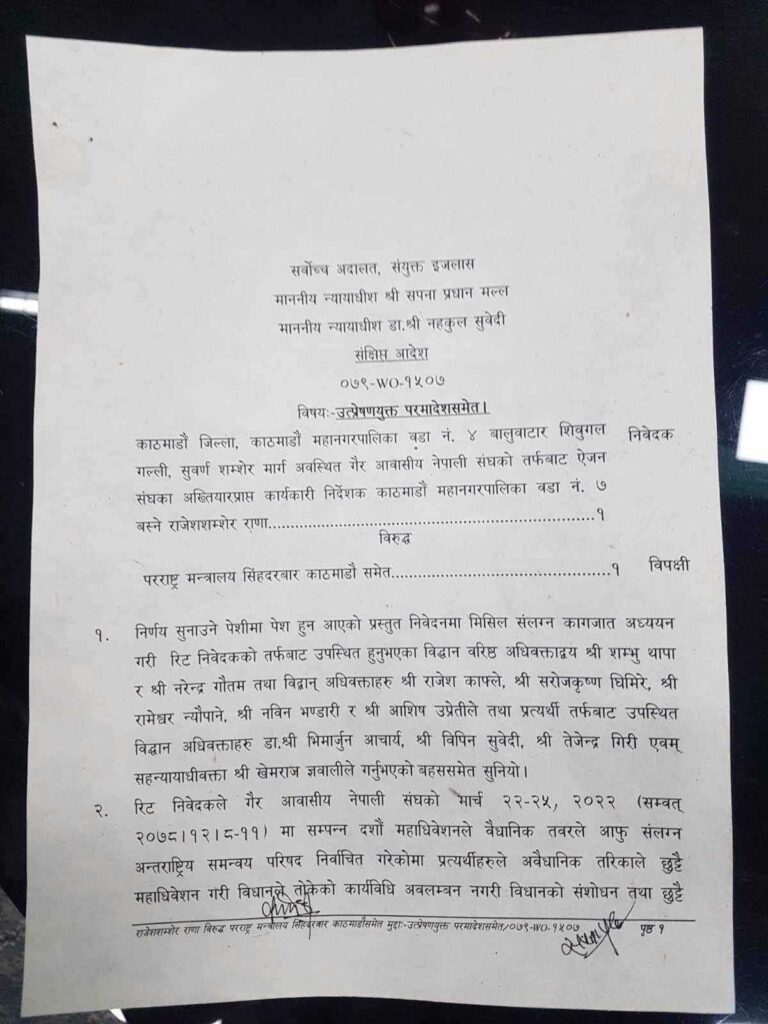 सर्वोच्च अदालत, संयुक्त इजलास
माननीय न्यायाधीश श्री सपना प्रधान मल्ल
माननीय न्यायाधीश डा.श्री नहकुल सुवेदी
संक्षिप्त आदेश
०७९-WO-१५०७
विषयः-उत्प्रेषणयुक्त परमादेशसमेत।
काठमाडौं जिल्ला, काठमाडौं महानगरपालिका वडा नं. ४ बालुवाटार शिवुगल निवेदक
गल्ली, सुवर्ण शम्शेर मार्ग अवस्थित गैर आवासीय नेपाली संघको तर्फबाट ऐजन
संघका अख्तियारप्राप्त कार्यकारी निर्देशक काठमाडौं महानगरपालिका वडा नं. ७
बस्ने राजेशशम्शेर राणा.................................................................१
विरुद्ध
परराष्ट्र मन्त्रालय सिंहदरबार काठमाडौं समेत............................................१ विपक्षी
१. निर्णय सुनाउने पेशीमा पेश हुन आएको प्रस्तुत निवेदनमा मिसिल संलग्न कागजात अध्ययन
गरी रिट निवेदकको तर्फबाट उपस्थित हुनुभएका विद्वान वरिष्ठ अधिवक्ताद्वय श्री शम्भु थापा
र श्री नरेन्द्र गौतम तथा विद्वान् अधिवक्ताहरु श्री राजेश काफ्ले, श्री सरोजकृष्ण घिमिरे, श्री
रामेश्वर न्यौपाने, श्री नविन भण्डारी र श्री आशिष उप्रेतीले तथा प्रत्यर्थी तर्फबाट उपस्थित
विद्वान अधिवक्ताहरु डा.श्री भिमार्जुन आचार्य, श्री विपिन सुवेदी, श्री तेजेन्द्र गिरी एवम्
सहन्यायाधीवक्ता श्री खेमराज ज्ञवालीले गर्नुभएको बहससमेत सुनियो।
२. रिट निवेदकले गैर आवासीय नेपाली संघको मार्च २२-२५, २०२२ (सम्वत्
२०७८।१२।८-११) मा सम्पन्न दशौं महाधिवेशनले वैधानिक तवरले आफु संलग्न
अन्तराष्ट्रिय समन्वय परिषद निर्वाचित गरेकोमा प्रत्यर्थीहरुले अवैधानिक तरिकाले छुट्टै
महाधिवेशन गरी विधानले तोकेको कार्यविधि अवलम्बन नगरी विधानको संशोधन तथा छुट्टै
राजेशशम्शेर राणा विरुद्ध परराष्ट्र मन्त्रालय सिंहदरबार काठमाडौंसमेत मुद्दाः-उत्प्रेषणयुक्त परमादेशसमेत/०७९-WO-१५०७ पृष्ठ १